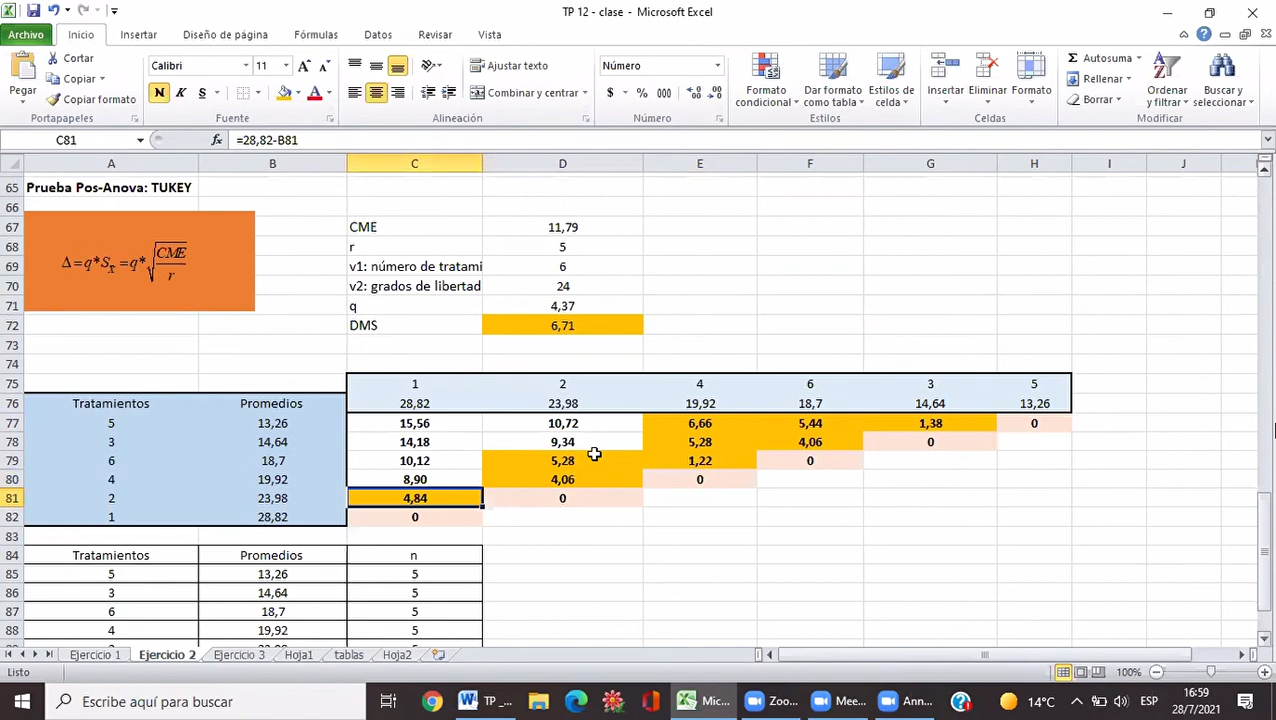 TP 12 - clase - Microsoft Excel
Archivo Inicio Insertar Diseño de página Fórmulas Datos Revisar Vista
Pegar
Cortar
Copiar
Copiar formato
Portapapeles
Calibri 11
N K S
Fuente
Ajustar texto
Combinar y centrar
Alineación
Número
$ % 000
Número
Formato condicional
Dar formato como tabla
Estilos de celda
Estilos
Insertar Eliminar Formato
Celdas
Autosuma
Rellenar
Borrar
Ordenar y filtrar
Buscar y seleccionar
Modificar
C81 fx =28,82-B81
A B C D E F G H I J
65 Prueba Pos-Anova: TUKEY
66
Δ=q*Sx̄=q*√CME/r
67 CME 11,79
68 r 5
69 v1: número de tratami 6
70 v2: grados de libertad 24
71 q 4,37
72 DMS 6,71
73
74
75 1 2 4 6 3 5
76 Tratamientos Promedios 28,82 23,98 19,92 18,7 14,64 13,26
77 5 13,26 15,56 10,72 6,66 5,44 1,38 0
78 3 14,64 14,18 9,34 5,28 4,06 0
79 6 18,7 10,12 5,28 1,22 0
80 4 19,92 8,90 4,06 0
81 2 23,98 4,84 0
82 1 28,82 0
83
84 Tratamientos Promedios n
85 5 13,26 5
86 3 14,64 5
87 6 18,7 5
88 4 19,92 5
Ejercicio 1 Ejercicio 2 Ejercicio 3 Hoja1 tablas Hoja2
Listo 100%
Escribe aquí para buscar TP _... Mic... Zoo... Mee... Ann... 14°C ESP 16:59
28/7/2021